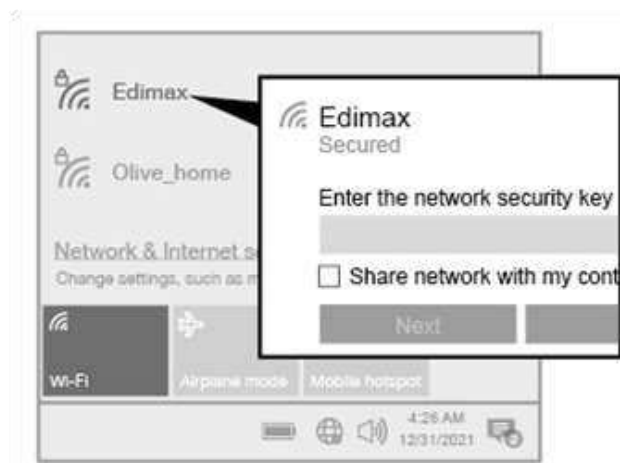 Edimax
Olive_home
Network & Internet s
Change settings, such as m
Wi-Fi
Airplane mode
Mobile hotspot
4:26 AM
12/31/2021
Edimax
Secured
Enter the network security key
Share network with my cont
Next